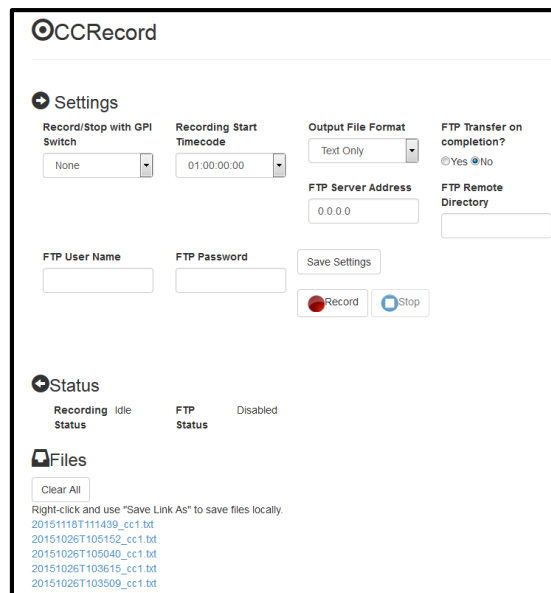 CCRecord
Settings
Record/Stop with GPI Switch
None
Recording Start Timecode
01:00:00:00
Output File Format
Text Only
FTP Transfer on completion?
Yes No
FTP Server Address
0.0.0.0
FTP Remote Directory
FTP User Name
FTP Password
Save Settings
Record
Stop
Status
Recording Status Idle
FTP Status Disabled
Files
Clear All
Right-click and use "Save Link As" to save files locally.
20151118T111439_cc1.txt
20151026T105152_cc1.txt
20151026T105040_cc1.txt
20151026T103615_cc1.txt
20151026T103509_cc1.txt